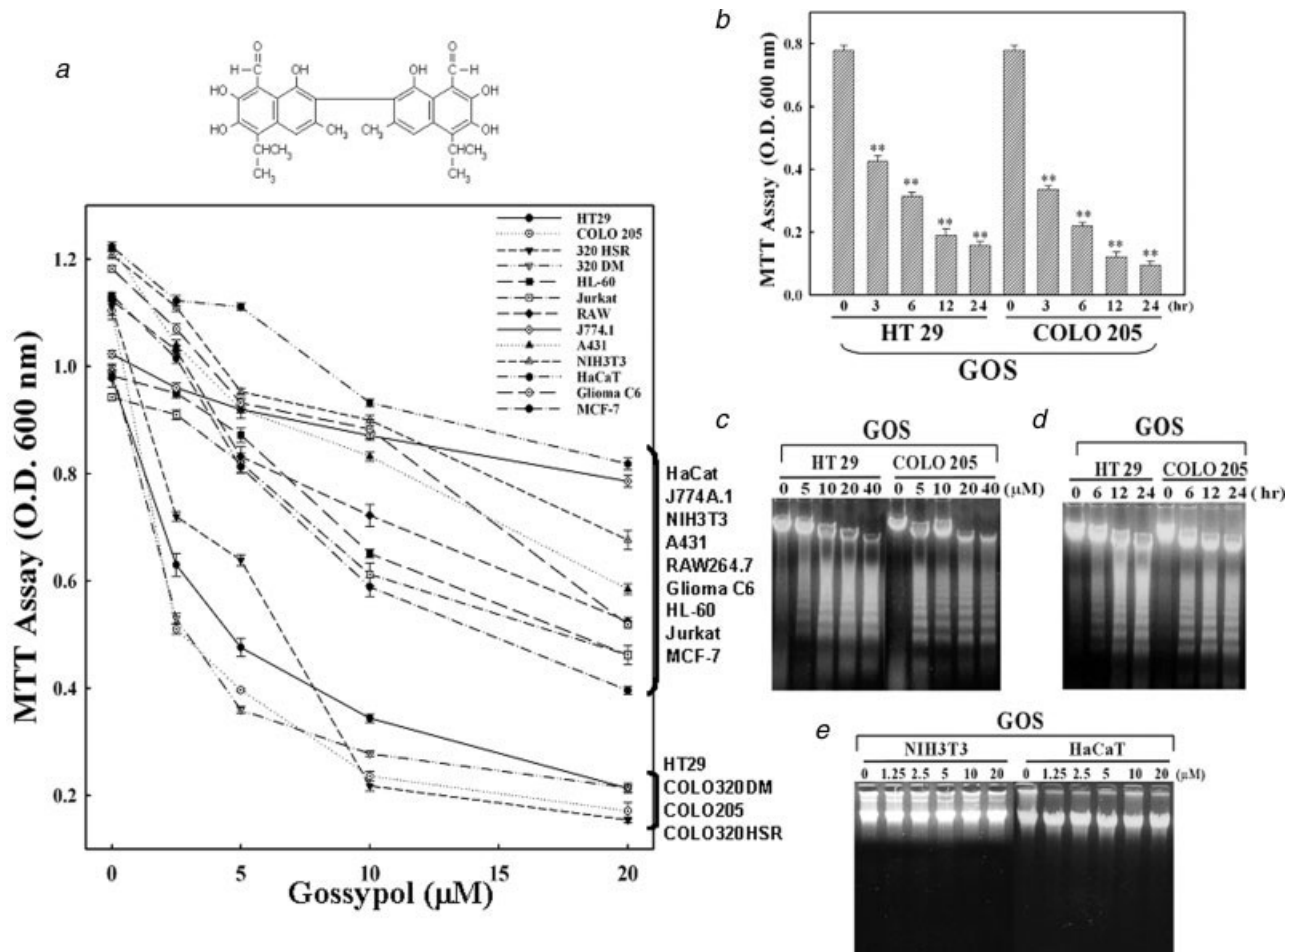 a
O
O
H–C
OH
OH
C–H
HO
OH
HO
CH3
CH3
OH
CHCH3
CHCH3
CH3
CH3
MTT Assay (O.D. 600 nm)
1.2
1.0
0.8
0.6
0.4
0.2
0 5 10 15 20
Gossypol (µM)
HT29
COLO 205
320 HSR
320 DM
HL-60
Jurkat
RAW
J774.1
A431
NIH3T3
HaCaT
Glioma C6
MCF-7
HaCat
J774A.1
NIH3T3
A431
RAW264.7
Glioma C6
HL-60
Jurkat
MCF-7
HT29
COLO320DM
COLO205
COLO320HSR
b
MTT Assay (O.D. 600 nm)
0.8
0.6
0.4
0.2
0.0
** ** ** ** ** ** ** **
0 3 6 12 24 0 3 6 12 24 (hr)
HT 29 COLO 205
GOS
c
GOS
HT 29 COLO 205
0 5 10 20 40 0 5 10 20 40 (µM)
d
GOS
HT 29 COLO 205
0 6 12 24 0 6 12 24 (hr)
e
GOS
NIH3T3 HaCaT
0 1.25 2.5 5 10 20 0 1.25 2.5 5 10 20 (µM)